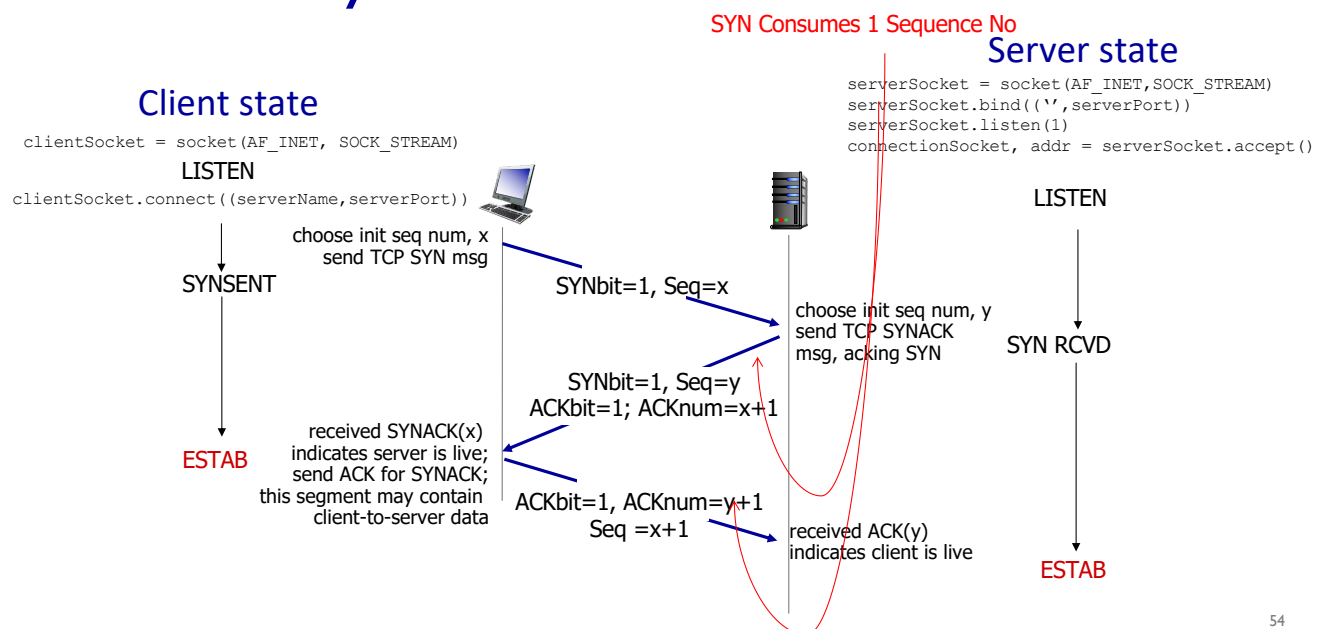 SYN Consumes 1 Sequence No
Server state
serverSocket = socket(AF_INET,SOCK_STREAM)
serverSocket.bind((‘’,serverPort))
serverSocket.listen(1)
connectionSocket, addr = serverSocket.accept()
Client state
clientSocket = socket(AF_INET, SOCK_STREAM)
LISTEN
clientSocket.connect((serverName,serverPort))
LISTEN
choose init seq num, x
send TCP SYN msg
SYNSENT
SYNbit=1, Seq=x
choose init seq num, y
send TCP SYNACK
msg, acking SYN
SYN RCVD
SYNbit=1, Seq=y
ACKbit=1; ACKnum=x+1
received SYNACK(x)
indicates server is live;
send ACK for SYNACK;
this segment may contain
client-to-server data
ESTAB
ACKbit=1, ACKnum=y+1
Seq =x+1
received ACK(y)
indicates client is live
ESTAB
54